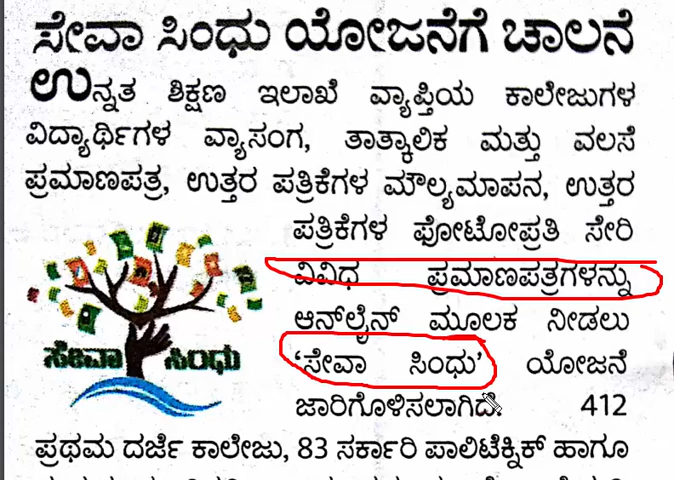 ಸೇವಾ ಸಿಂಧು ಯೋಜನೆಗೆ ಚಾಲನೆ
ಉನ್ನತ ಶಿಕ್ಷಣ ಇಲಾಖೆ ವ್ಯಾಪ್ತಿಯ ಕಾಲೇಜುಗಳ
ವಿದ್ಯಾರ್ಥಿಗಳ ವ್ಯಾಸಂಗ, ತಾತ್ಕಾಲಿಕ ಮತ್ತು ವಲಸೆ
ಪ್ರಮಾಣಪತ್ರ, ಉತ್ತರ ಪತ್ರಿಕೆಗಳ ಮೌಲ್ಯಮಾಪನ, ಉತ್ತರ
ಪತ್ರಿಕೆಗಳ ಫೋಟೋಪ್ರತಿ ಸೇರಿ
ವಿವಿಧ ಪ್ರಮಾಣಪತ್ರಗಳನ್ನು
ಆನ್‌ಲೈನ್ ಮೂಲಕ ನೀಡಲು
‘ಸೇವಾ ಸಿಂಧು’ ಯೋಜನೆ
ಜಾರಿಗೊಳಿಸಲಾಗಿದೆ. 412
ಸೇವಾ ಸಿಂಧು
ಪ್ರಥಮ ದರ್ಜೆ ಕಾಲೇಜು, 83 ಸರ್ಕಾರಿ ಪಾಲಿಟೆಕ್ನಿಕ್ ಹಾಗೂ